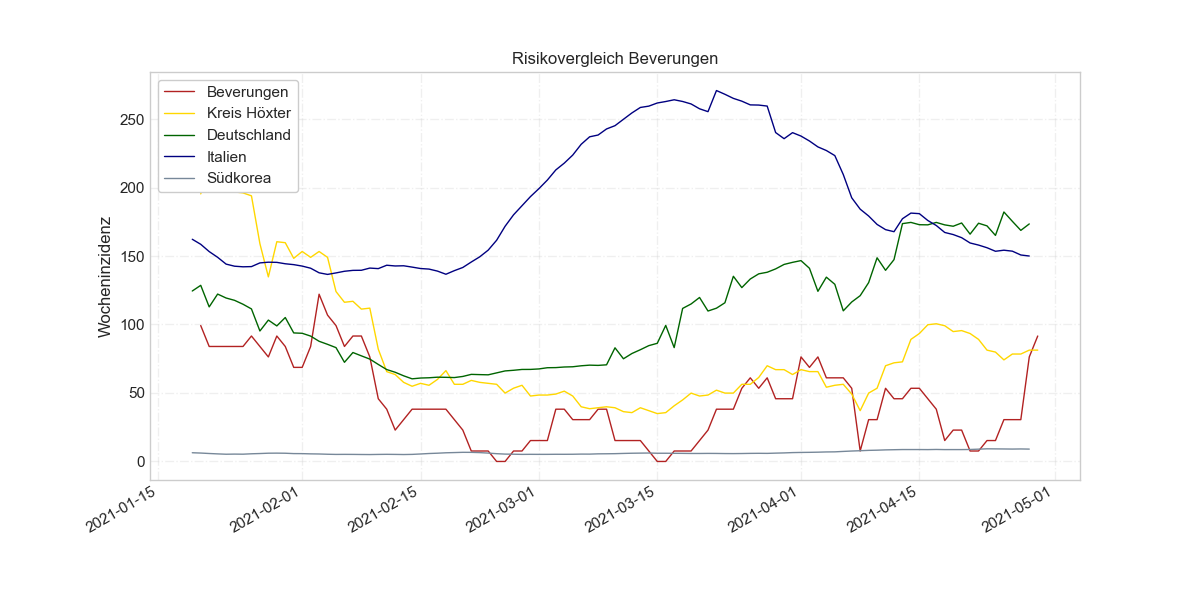 Risikovergleich Beverungen
Beverungen
Kreis Höxter
Deutschland
Italien
Südkorea
Wocheninzidenz
250
200
150
100
50
0
2021-01-15
2021-02-01
2021-02-15
2021-03-01
2021-03-15
2021-04-01
2021-04-15
2021-05-01